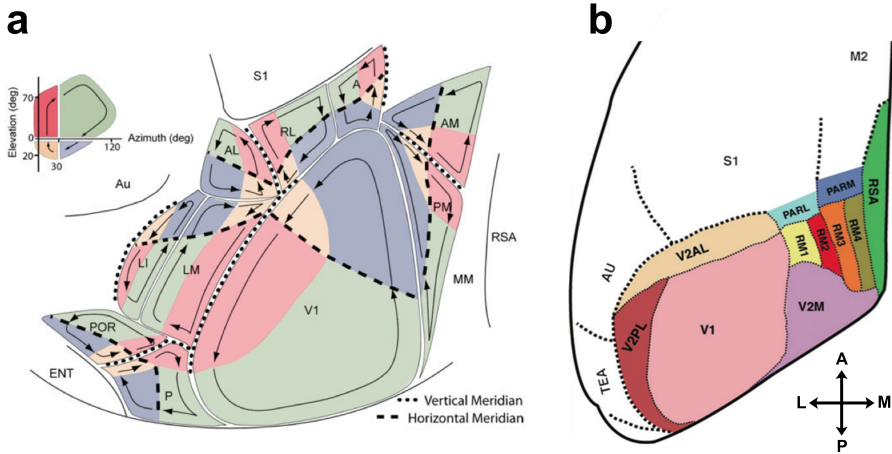 a
b
Elevation (deg)
70
0
20
30
120
Azimuth (deg)
S1
A
AM
RL
AL
Au
PM
RSA
LI
LM
MM
V1
POR
ENT
P
Vertical Meridian
Horizontal Meridian
M2
S1
RSA
PARM
PARL
RM1
RM2
RM3
RM4
V2AL
AU
V2M
V1
V2PL
TEA
A
L
M
P